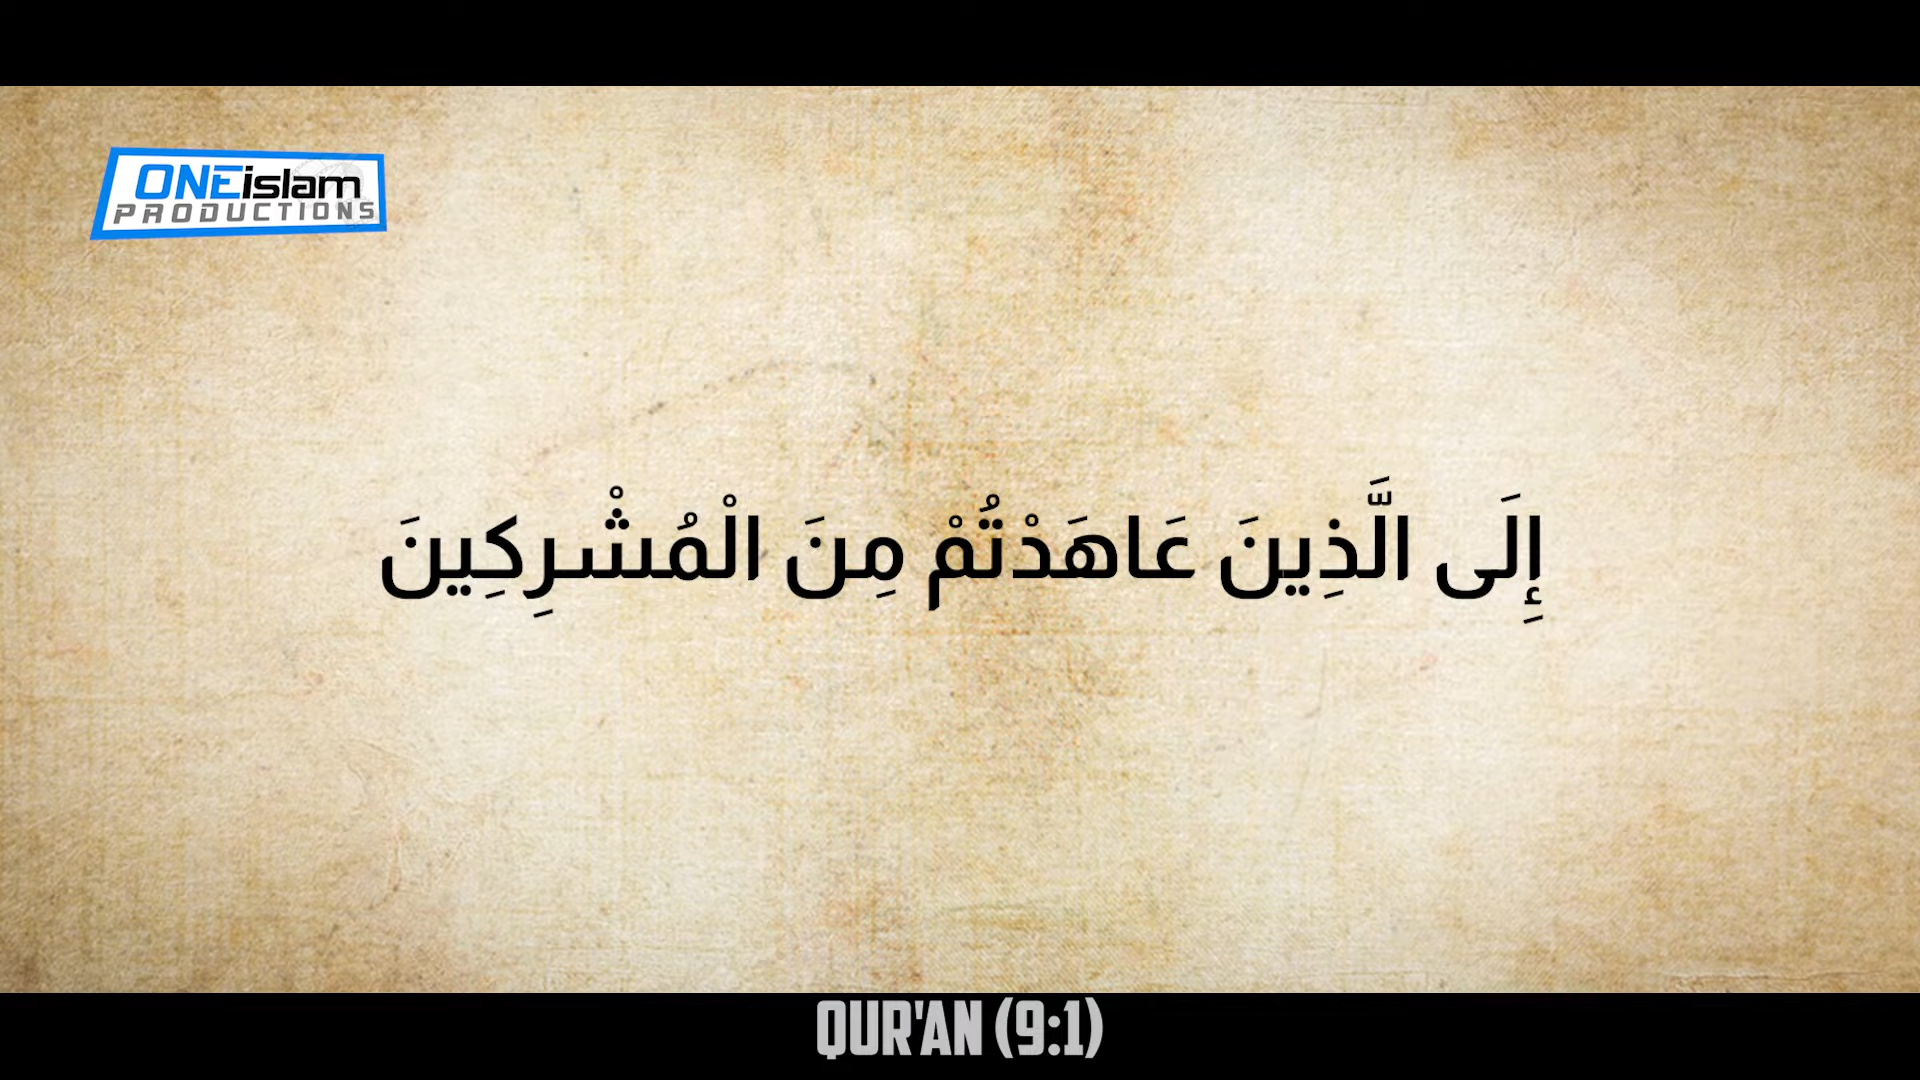 ONEislam
PRODUCTIONS
إِلَى الَّذِينَ عَاهَدْتُمْ مِنَ الْمُشْرِكِينَ
QUR'AN (9:1)